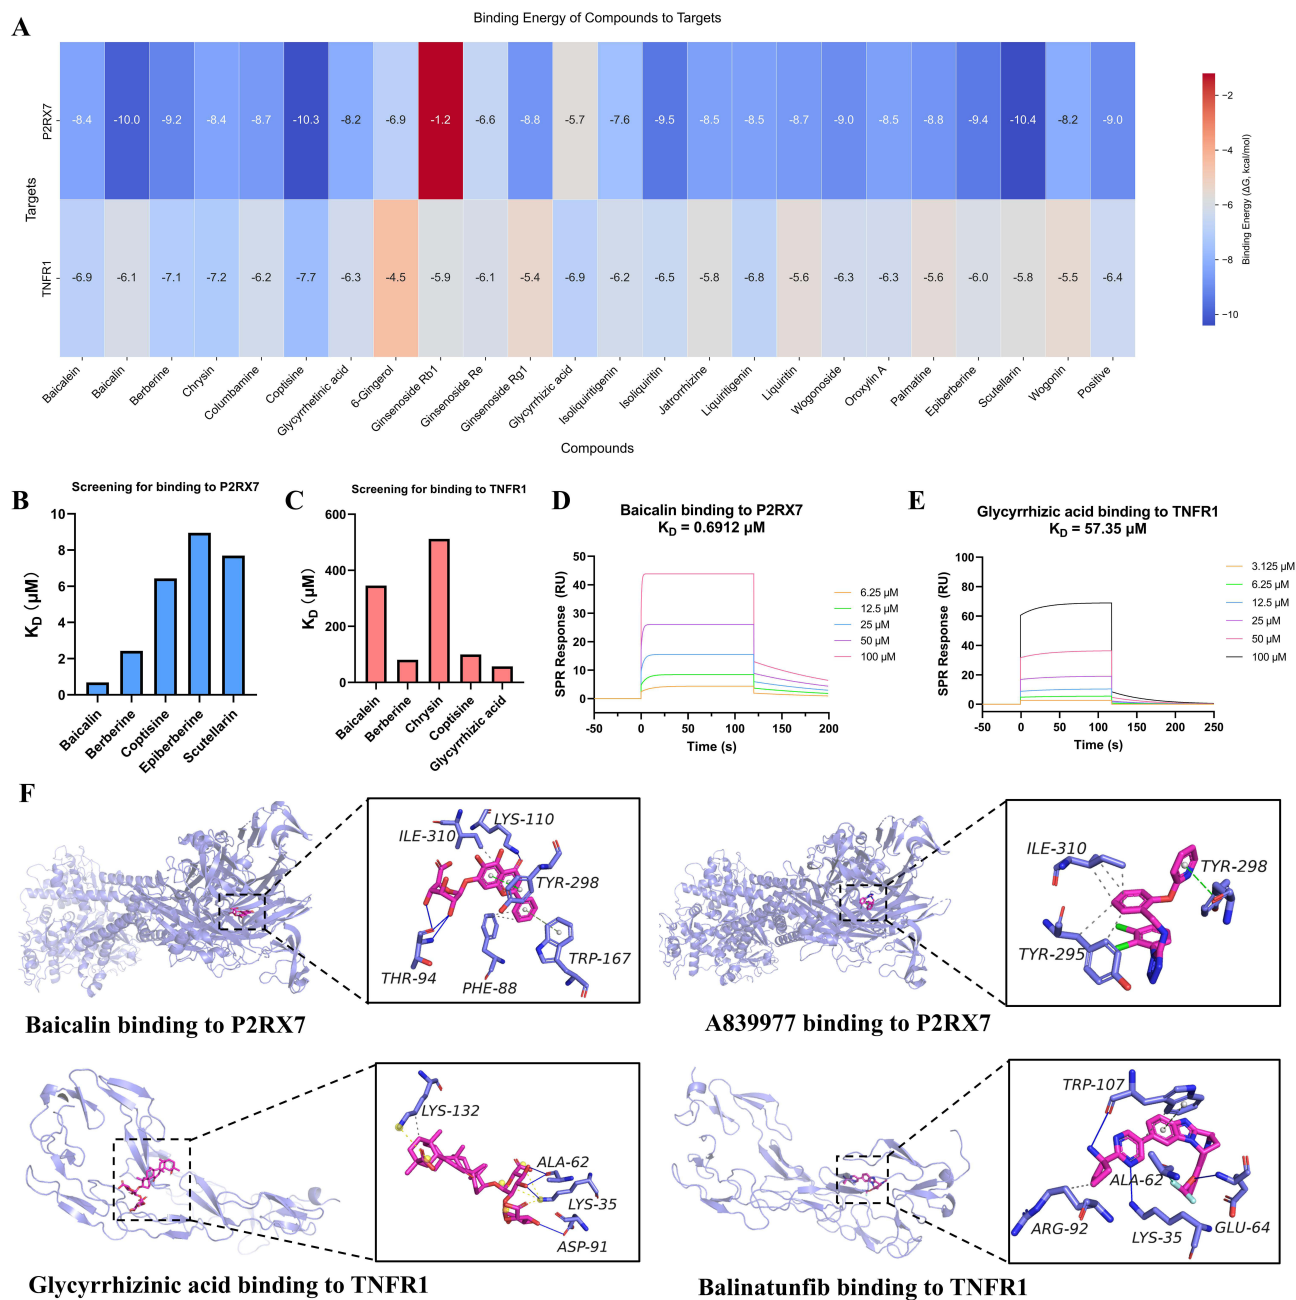 A
Binding Energy of Compounds to Targets
Targets
P2RX7
-8.4 -10.0 -9.2 -8.4 -8.7 -10.3 -8.2 -6.9 -1.2 -6.6 -8.8 -5.7 -7.6 -9.5 -8.5 -8.5 -8.7 -9.0 -8.5 -8.8 -9.4 -10.4 -8.2 -9.0
TNFR1
-6.9 -6.1 -7.1 -7.2 -6.2 -7.7 -6.3 -4.5 -5.9 -6.1 -5.4 -6.9 -6.2 -6.5 -5.8 -6.8 -5.6 -6.3 -6.3 -5.6 -6.0 -5.8 -5.5 -6.4
Baicalein
Baicalin
Berberine
Chrysin
Columbamine
Coptisine
Glycyrrhetinic acid
6-Gingerol
Ginsenoside Rb1
Ginsenoside Re
Ginsenoside Rg1
Glycyrrhizic acid
Isoliquiritigenin
Isoliquiritin
Jatrorrhizine
Liquiritigenin
Liquiritin
Wogonoside
Oroxylin A
Palmatine
Epiberberine
Scutellarin
Wogonin
Positive
Compounds
−2
−4
−6
−8
−10
Binding Energy (ΔG, kcal/mol)
B
Screening for binding to P2RX7
K_D (μM)
10
8
6
4
2
0
Baicalin
Berberine
Coptisine
Epiberberine
Scutellarin
C
Screening for binding to TNFR1
K_D (μM)
600
400
200
0
Baicalein
Berberine
Chrysin
Coptisine
Glycyrrhizic acid
D
Baicalin binding to P2RX7
K_D = 0.6912 μM
SPR Response (RU)
50
40
30
20
10
0
-50 0 50 100 150 200
Time (s)
6.25 μM
12.5 μM
25 μM
50 μM
100 μM
E
Glycyrrhizic acid binding to TNFR1
K_D = 57.35 μM
SPR Response (RU)
100
80
60
40
20
0
-50 0 50 100 150 200 250
Time (s)
3.125 μM
6.25 μM
12.5 μM
25 μM
50 μM
100 μM
F
LYS-110
ILE-310
TYR-298
TRP-167
THR-94
PHE-88
Baicalin binding to P2RX7
ILE-310
TYR-298
TYR-295
A839977 binding to P2RX7
LYS-132
ALA-62
LYS-35
ASP-91
Glycyrrhizinic acid binding to TNFR1
TRP-107
ALA-62
ARG-92
LYS-35
GLU-64
Balinatunfib binding to TNFR1